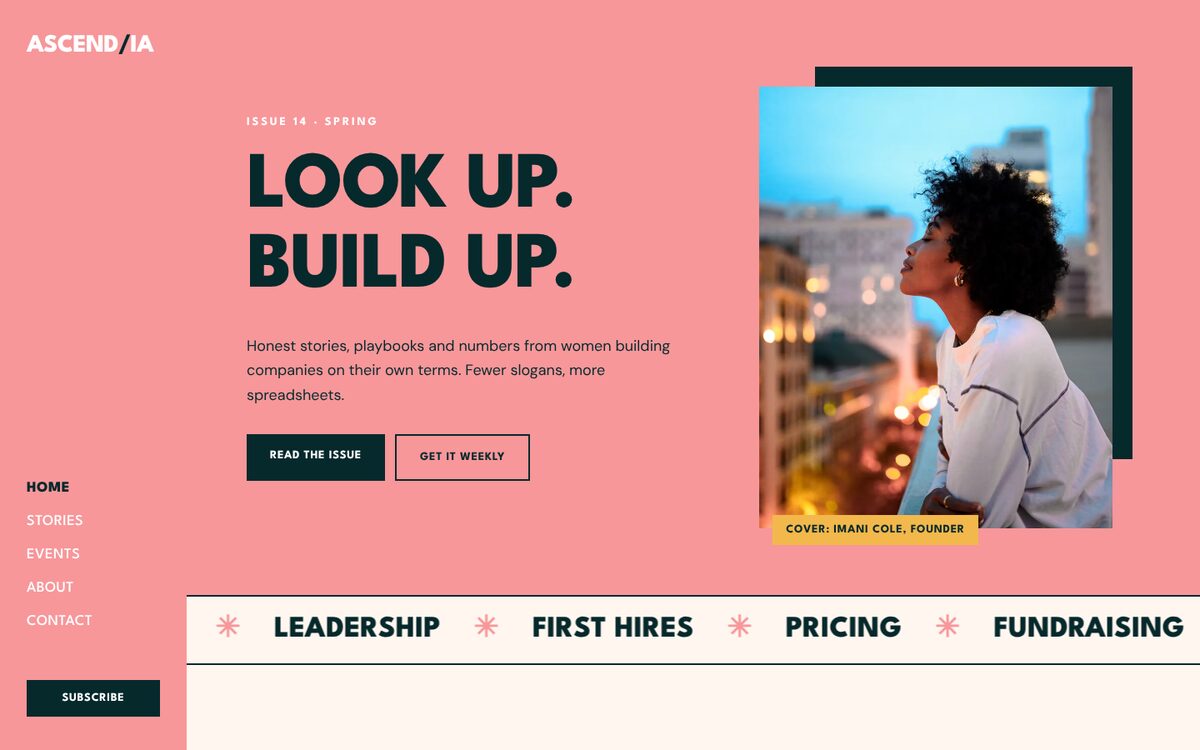 ASCEND/IA
ISSUE 14 · SPRING
LOOK UP.
BUILD UP.
Honest stories, playbooks and numbers from women building
companies on their own terms. Fewer slogans, more
spreadsheets.
READ THE ISSUE
GET IT WEEKLY
COVER: IMANI COLE, FOUNDER
HOME
STORIES
EVENTS
ABOUT
CONTACT
SUBSCRIBE
LEADERSHIP FIRST HIRES PRICING FUNDRAISING